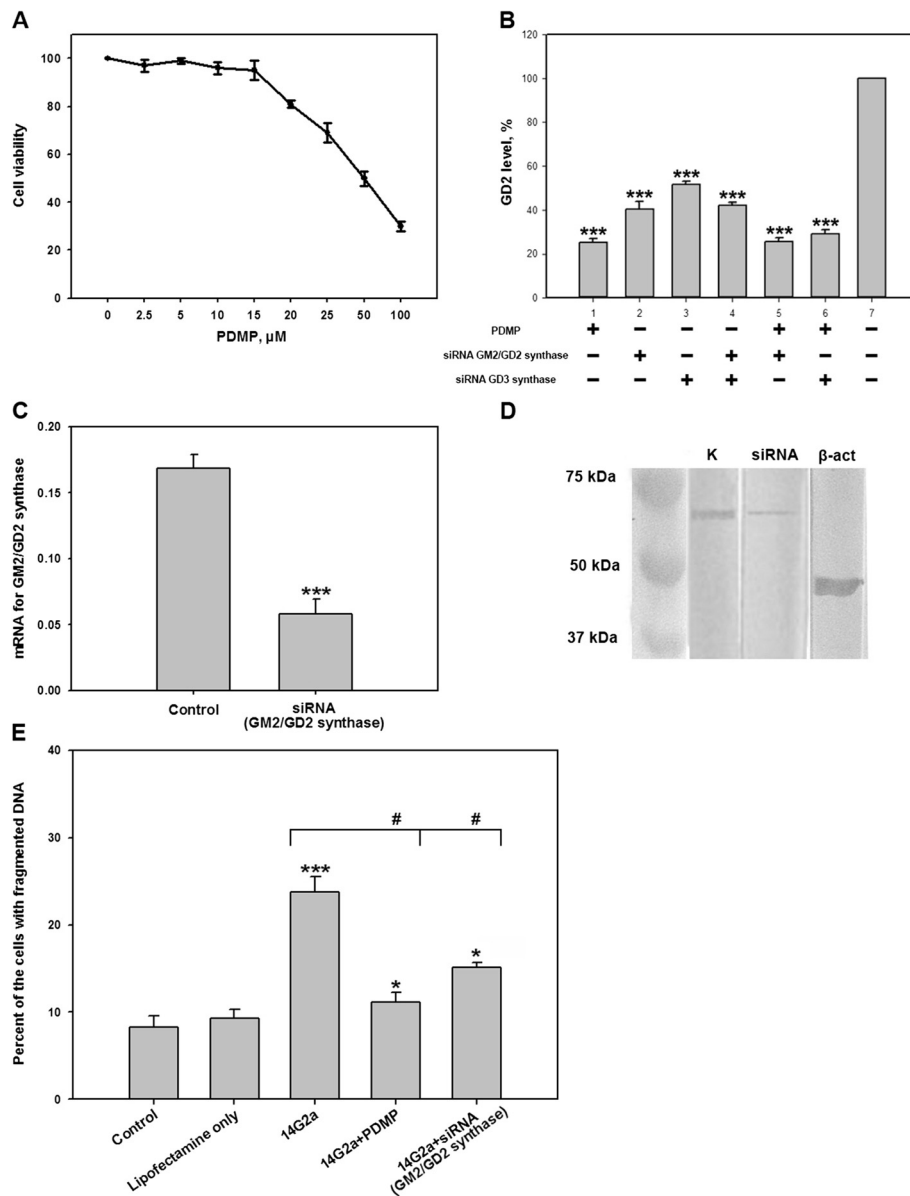 A
Cell viability
100
80
60
40
20
0
0 2.5 5 10 15 20 25 50 100
PDMP, µM
B
GD2 level, %
120
100
80
60
40
20
0
*** *** *** *** *** ***
1 2 3 4 5 6 7
PDMP + − − − + + −
siRNA GM2/GD2 synthase − + − + + − −
siRNA GD3 synthase − − + + − + −
C
mRNA for GM2/GD2 synthase
0.20
0.15
0.10
0.05
0.00
***
Control siRNA
(GM2/GD2 synthase)
D
K siRNA β-act
75 kDa
50 kDa
37 kDa
E
Percent of the cells with fragmented DNA
40
30
20
10
0
# #
***
* *
Control
Lipofectamine only
14G2a
14G2a+PDMP
14G2a+siRNA
(GM2/GD2 synthase)